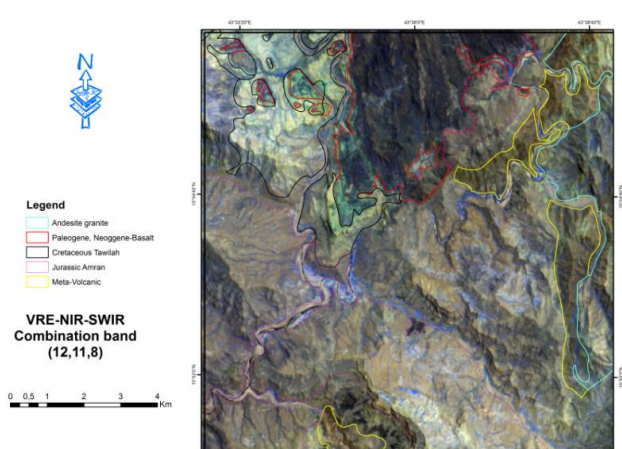 N
Legend
Andesite granite
Paleogene, Neoggene-Basalt
Cretaceous Tawilah
Jurassic Amran
Meta-Volcanic
VRE-NIR-SWIR
Combination band
(12,11,8)
0 0.5 1 2 3 4
Km